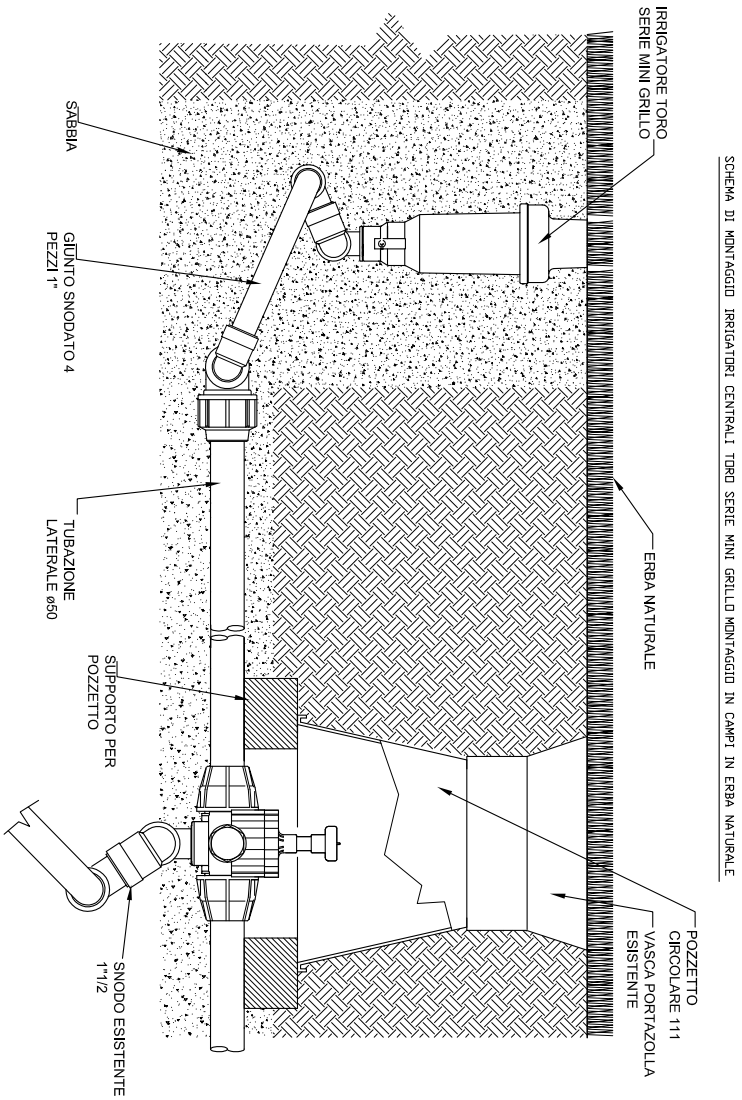 SCHEMA DI MONTAGGIO IRRIGATORI CENTRALI TORO SERIE MINI GRILLO MONTAGGIO IN CAMPI IN ERBA NATURALE
IRRIGATORE TORO
SERIE MINI GRILLO
ERBA NATURALE
POZZETTO
CIRCOLARE 111
VASCA PORTAZOLLA
ESISTENTE
SABBIA
GIUNTO SNODATO 4
PEZZI 1"
TUBAZIONE
LATERALE ø50
SUPPORTO PER
POZZETTO
SNODO ESISTENTE
1"1/2